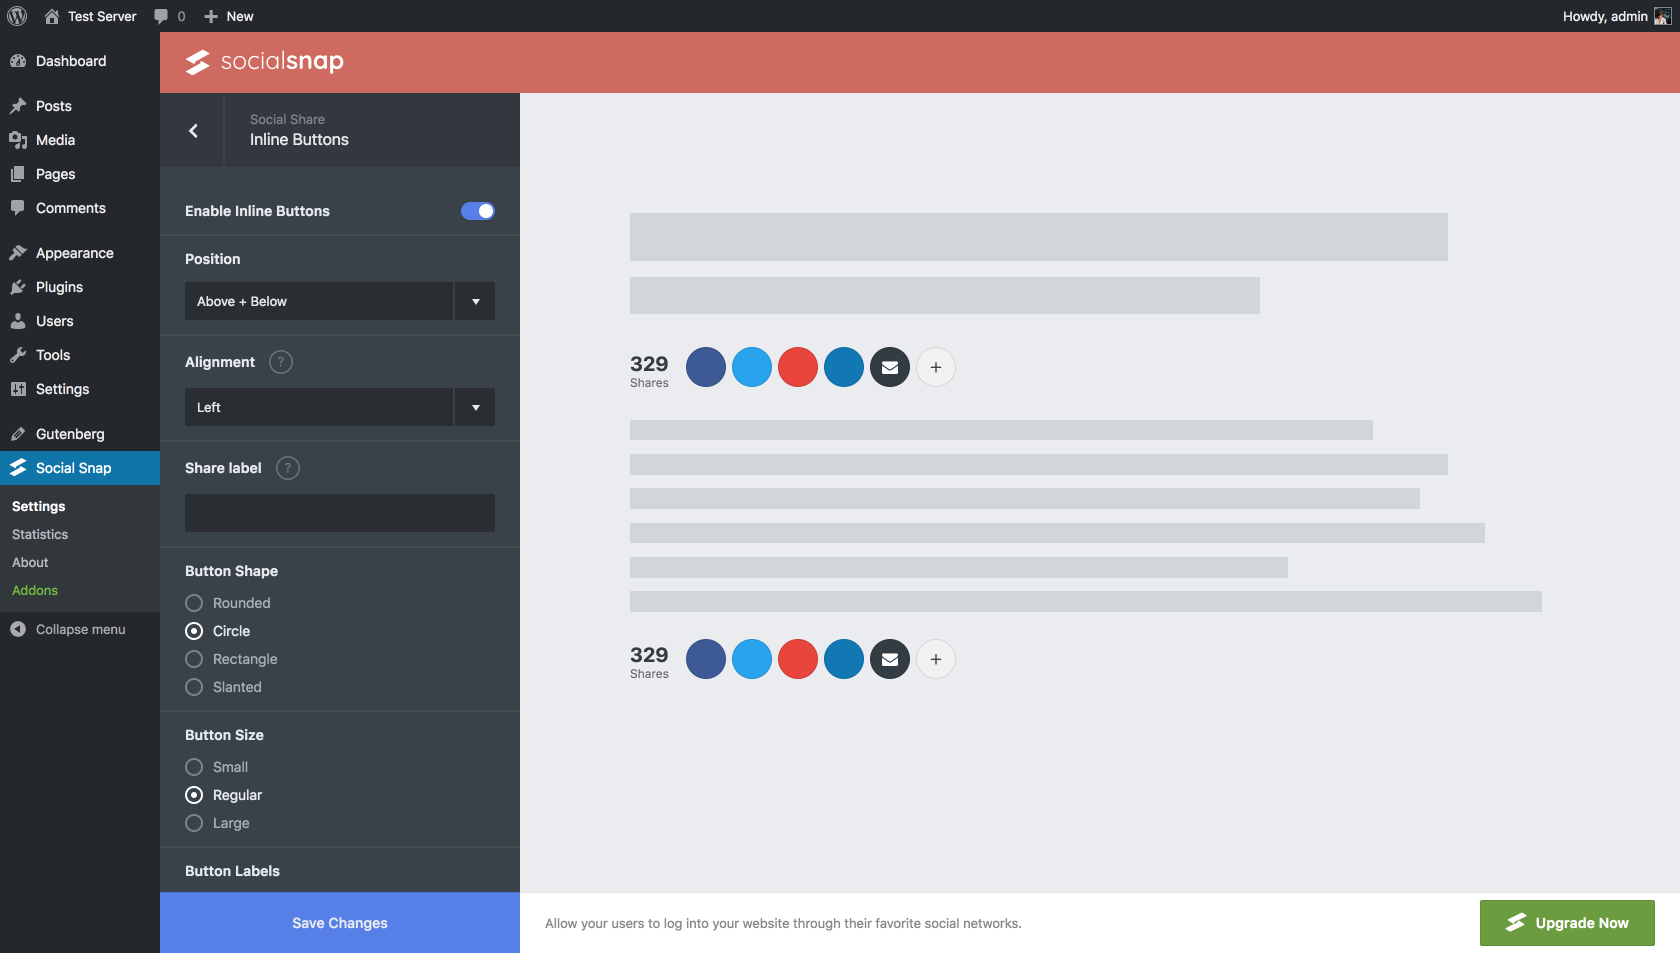 Test Server
0
New
Howdy, admin
Dashboard
Posts
Media
Pages
Comments
Appearance
Plugins
Users
Tools
Settings
Gutenberg
Social Snap
Settings
Statistics
About
Addons
Collapse menu
socialsnap
Social Share
Inline Buttons
Enable Inline Buttons
Position
Above + Below
Alignment ?
Left
Share label ?
Button Shape
Rounded
Circle
Rectangle
Slanted
Button Size
Small
Regular
Large
Button Labels
Save Changes
329
Shares
+
329
Shares
+
Allow your users to log into your website through their favorite social networks.
Upgrade Now